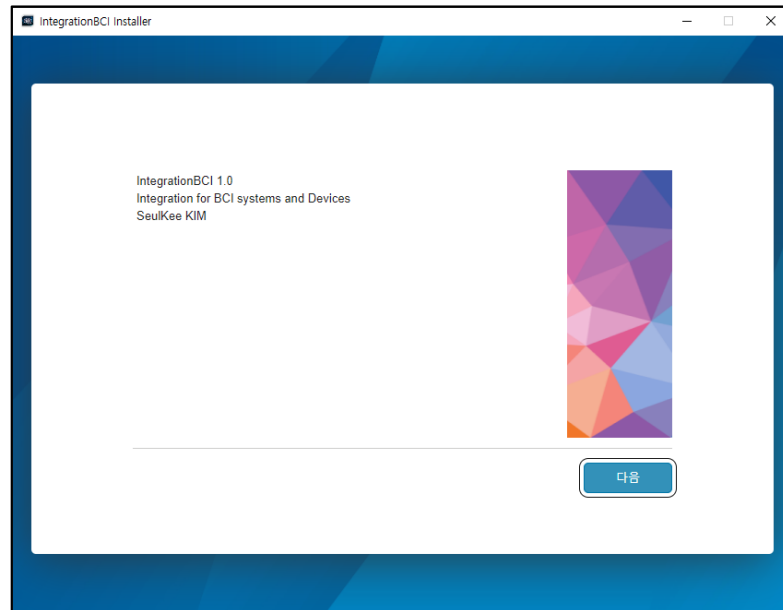 IntegrationBCI Installer
IntegrationBCI 1.0
Integration for BCI systems and Devices
SeulKee KIM
다음